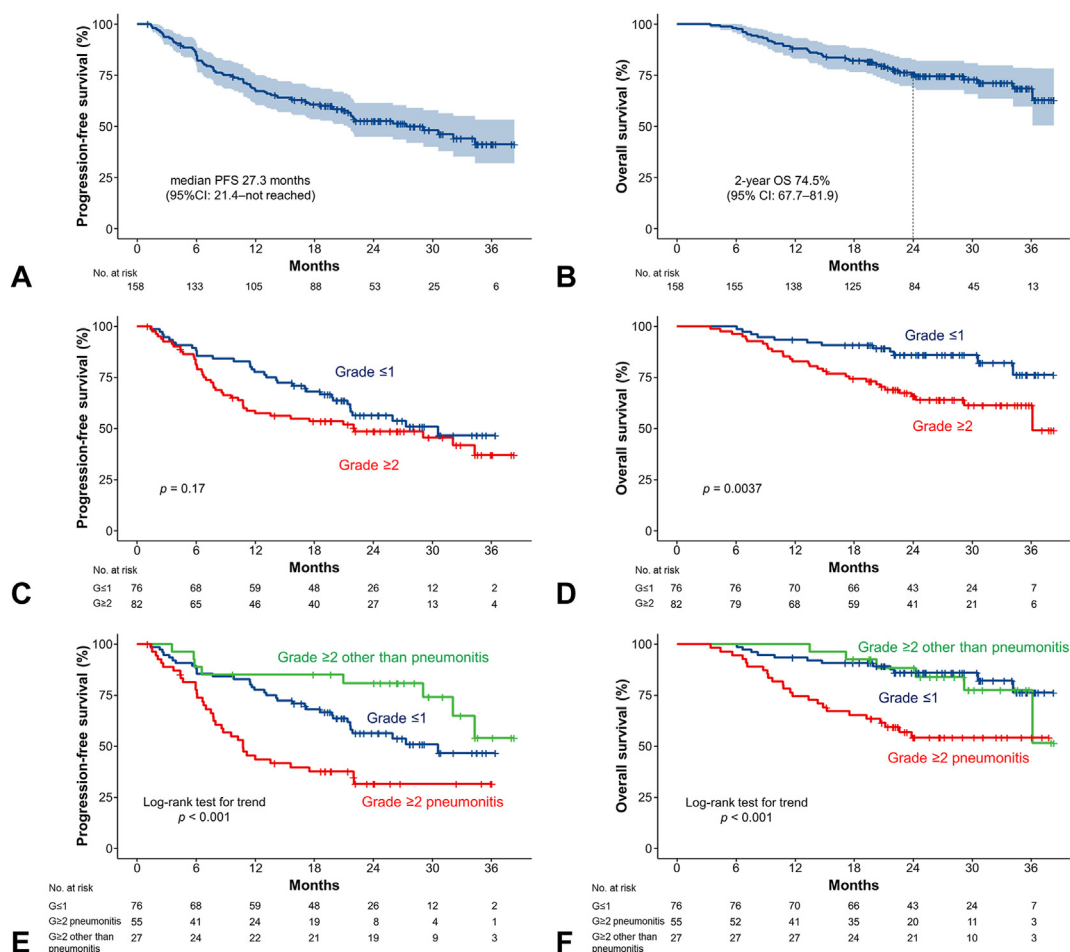 Progression-free survival (%)
100
75
50
25
0
median PFS 27.3 months
(95%CI: 21.4–not reached)
0 6 12 18 24 30 36
Months
A
No. at risk
158 133 105 88 53 25 6
Overall survival (%)
100
75
50
25
0
2-year OS 74.5%
(95% CI: 67.7–81.9)
0 6 12 18 24 30 36
Months
B
No. at risk
158 155 138 125 84 45 13
Progression-free survival (%)
100
75
50
25
0
Grade ≤1
Grade ≥2
p = 0.17
0 6 12 18 24 30 36
Months
C
No. at risk
G≤1 76 68 59 48 26 12 2
G≥2 82 65 46 40 27 13 4
Overall survival (%)
100
75
50
25
0
Grade ≤1
Grade ≥2
p = 0.0037
0 6 12 18 24 30 36
Months
D
No. at risk
G≤1 76 76 70 66 43 24 7
G≥2 82 79 68 59 41 21 6
Progression-free survival (%)
100
75
50
25
0
Grade ≥2 other than pneumonitis
Grade ≤1
Grade ≥2 pneumonitis
Log-rank test for trend
p < 0.001
0 6 12 18 24 30 36
Months
E
No. at risk
G≤1 76 68 59 48 26 12 2
G≥2 pneumonitis 55 41 24 19 8 4 1
G≥2 other than 27 24 22 21 19 9 3
pneumonitis
Overall survival (%)
100
75
50
25
0
Grade ≥2 other than pneumonitis
Grade ≤1
Grade ≥2 pneumonitis
Log-rank test for trend
p < 0.001
0 6 12 18 24 30 36
Months
F
No. at risk
G≤1 76 76 70 66 43 24 7
G≥2 pneumonitis 55 52 41 35 20 11 3
G≥2 other than 27 27 27 24 21 10 3
pneumonitis